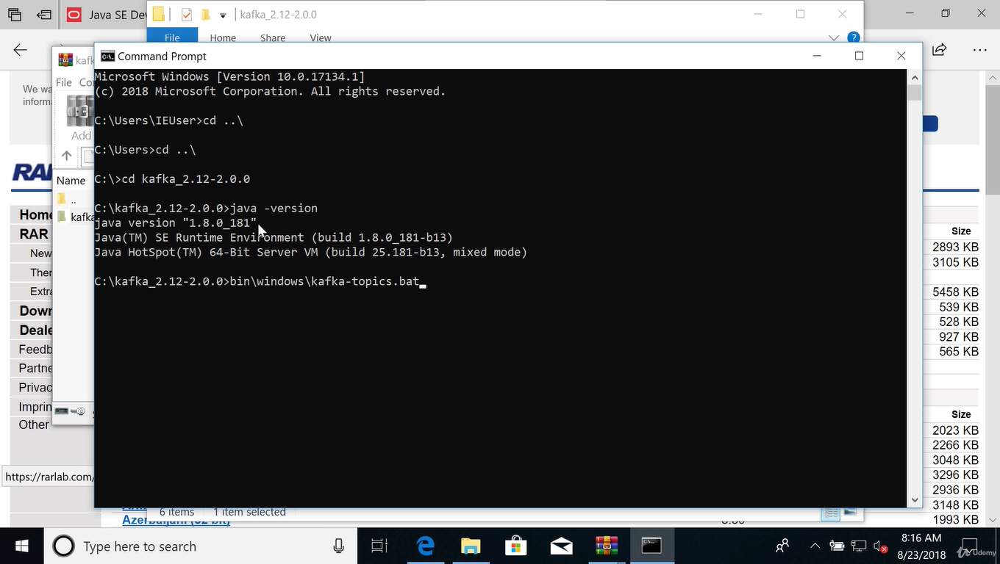 Java SE De
kafka_2.12-2.0.0
File
Home
Share
View
?
kafk
File Co
Add
Name
..
kafka
We wa
informa
RAR
Home
RAR
New
Ther
Extra
Down
Deale
Feedb
Partne
Privac
Imprin
Other
https://rarlab.com/
Command Prompt
Microsoft Windows [Version 10.0.17134.1]
(c) 2018 Microsoft Corporation. All rights reserved.
C:\Users\IEUser>cd ..\
C:\Users>cd ..\
C:\>cd kafka_2.12-2.0.0
C:\kafka_2.12-2.0.0>java -version
java version "1.8.0_181"
Java(TM) SE Runtime Environment (build 1.8.0_181-b13)
Java HotSpot(TM) 64-Bit Server VM (build 25.181-b13, mixed mode)
C:\kafka_2.12-2.0.0>bin\windows\kafka-topics.bat
Size
2893 KB
3105 KB
5458 KB
539 KB
528 KB
927 KB
565 KB
Size
2023 KB
2266 KB
3048 KB
3296 KB
2936 KB
3148 KB
1993 KB
6 items
1 item selected
Azerbaijani (32 bit)
Type here to search
8:16 AM
8/23/2018
Udemy